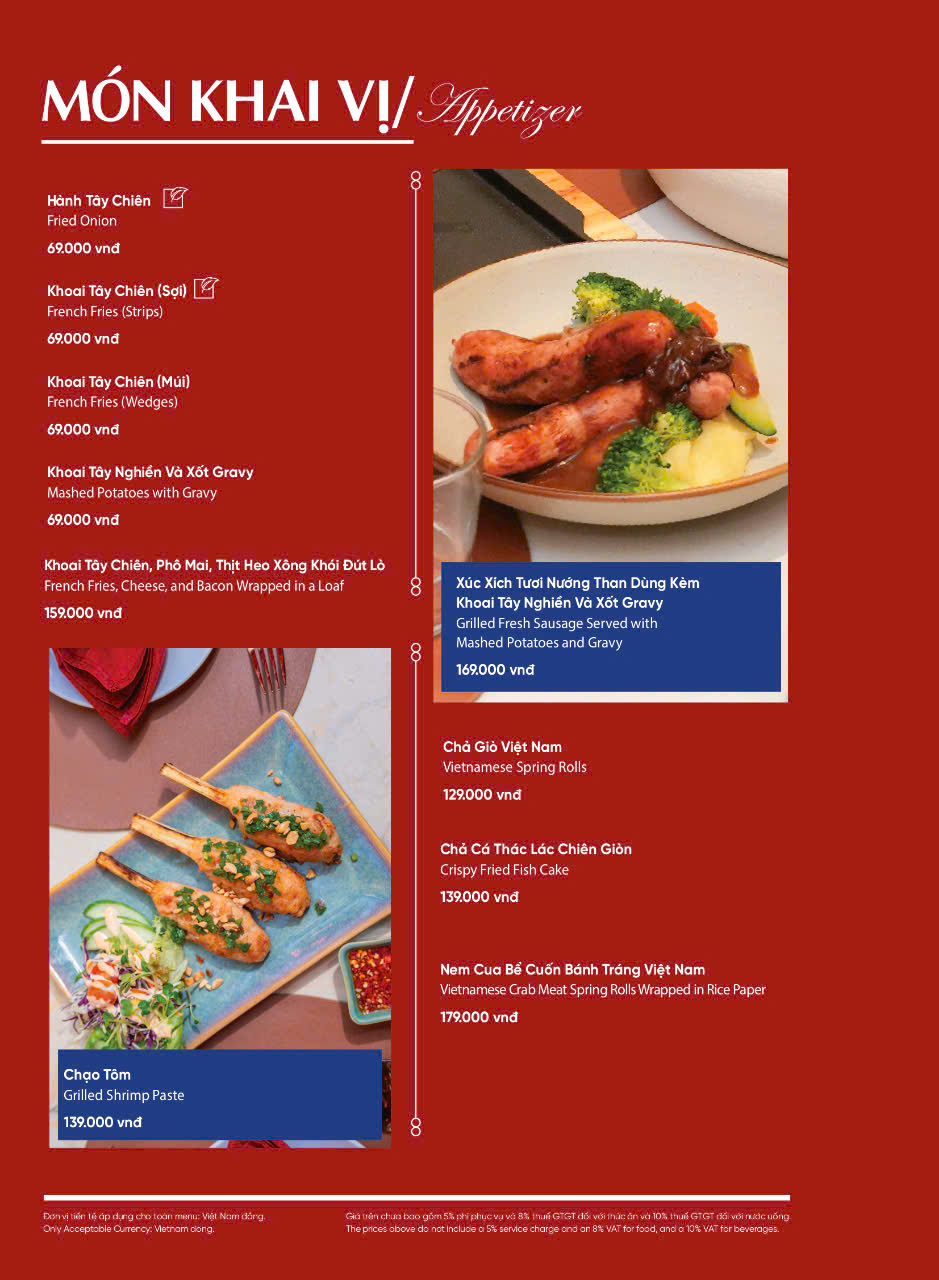 MÓN KHAI VỊ/ Appetizer
Hành Tây Chiên
Fried Onion
69.000 vnđ
Khoai Tây Chiên (Sợi)
French Fries (Strips)
69.000 vnđ
Khoai Tây Chiên (Múi)
French Fries (Wedges)
69.000 vnđ
Khoai Tây Nghiền Và Xốt Gravy
Mashed Potatoes with Gravy
69.000 vnđ
Khoai Tây Chiên, Phô Mai, Thịt Heo Xông Khói Đút Lò
French Fries, Cheese, and Bacon Wrapped in a Loaf
159.000 vnđ
Chạo Tôm
Grilled Shrimp Paste
139.000 vnđ
Xúc Xích Tươi Nướng Than Dùng Kèm
Khoai Tây Nghiền Và Xốt Gravy
Grilled Fresh Sausage Served with
Mashed Potatoes and Gravy
169.000 vnđ
Chả Giò Việt Nam
Vietnamese Spring Rolls
129.000 vnđ
Chả Cá Thác Lác Chiên Giòn
Crispy Fried Fish Cake
139.000 vnđ
Nem Cua Bể Cuốn Bánh Tráng Việt Nam
Vietnamese Crab Meat Spring Rolls Wrapped in Rice Paper
179.000 vnđ
Đơn vị tiền tệ áp dụng cho toàn menu: Việt Nam đồng.
Only Acceptable Currency: Vietnam dong.
Giá trên chưa bao gồm 5% phí phục vụ và 8% thuế GTGT đối với thức ăn và 10% thuế GTGT đối với nước uống.
The prices above do not include a 5% service charge and an 8% VAT for food, and a 10% VAT for beverages.